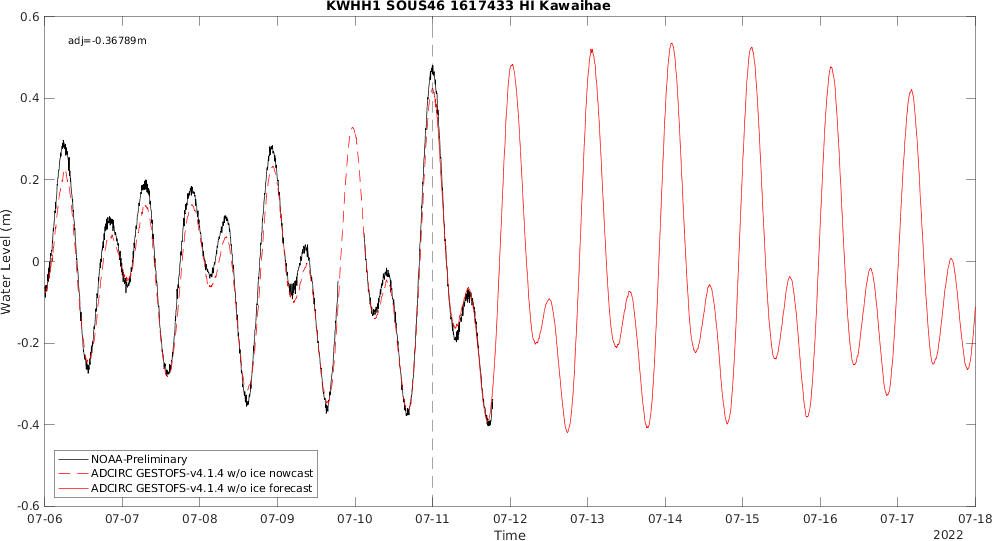 KWHH1 SOUS46 1617433 HI Kawaihae
adj=-0.36789m
0.6
0.4
0.2
0
-0.2
-0.4
-0.6
Water Level (m)
NOAA-Preliminary
ADCIRC GESTOFS-v4.1.4 w/o ice nowcast
ADCIRC GESTOFS-v4.1.4 w/o ice forecast
07-06 07-07 07-08 07-09 07-10 07-11 07-12 07-13 07-14 07-15 07-16 07-17 07-18
Time
2022